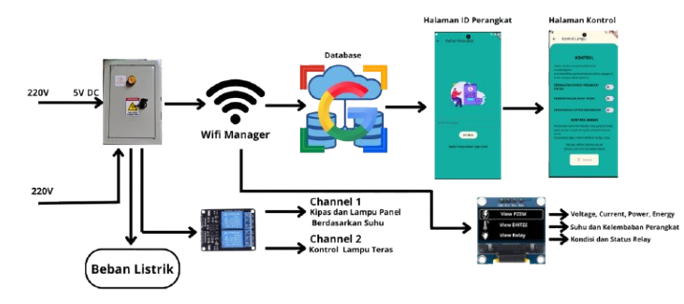 Halaman ID Perangkat
Halaman Kontrol
Database
220V
5V DC
Wifi Manager
KONTROL
220V
Channel 1
Kipas dan Lampu Panel
Berdasarkan Suhu
Channel 2
Kontrol Lampu Teras
View PZEM
View DHT22
View Relay
Voltage, Current, Power, Energy
Suhu dan Kelembaban Perangkat
Kondisi dan Status Relay
Beban Listrik